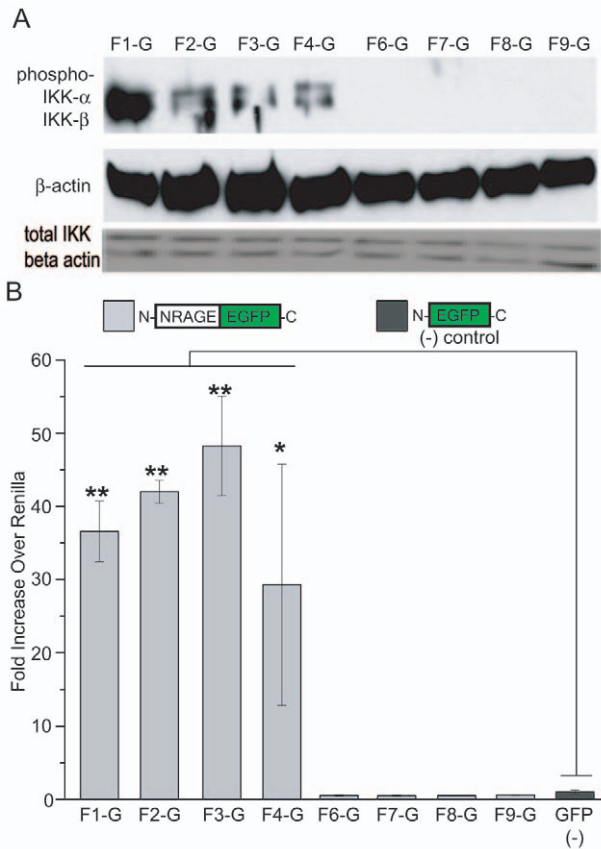 A
F1-G F2-G F3-G F4-G F6-G F7-G F8-G F9-G
phospho-
IKK-α
IKK-β
β-actin
total IKK
beta actin
B
N-NRAGE EGFP-C N-EGFP-C
(-) control
60
50
40
30
20
10
0
Fold Increase Over Renilla
** ** ** *
F1-G F2-G F3-G F4-G F6-G F7-G F8-G F9-G GFP
(-)